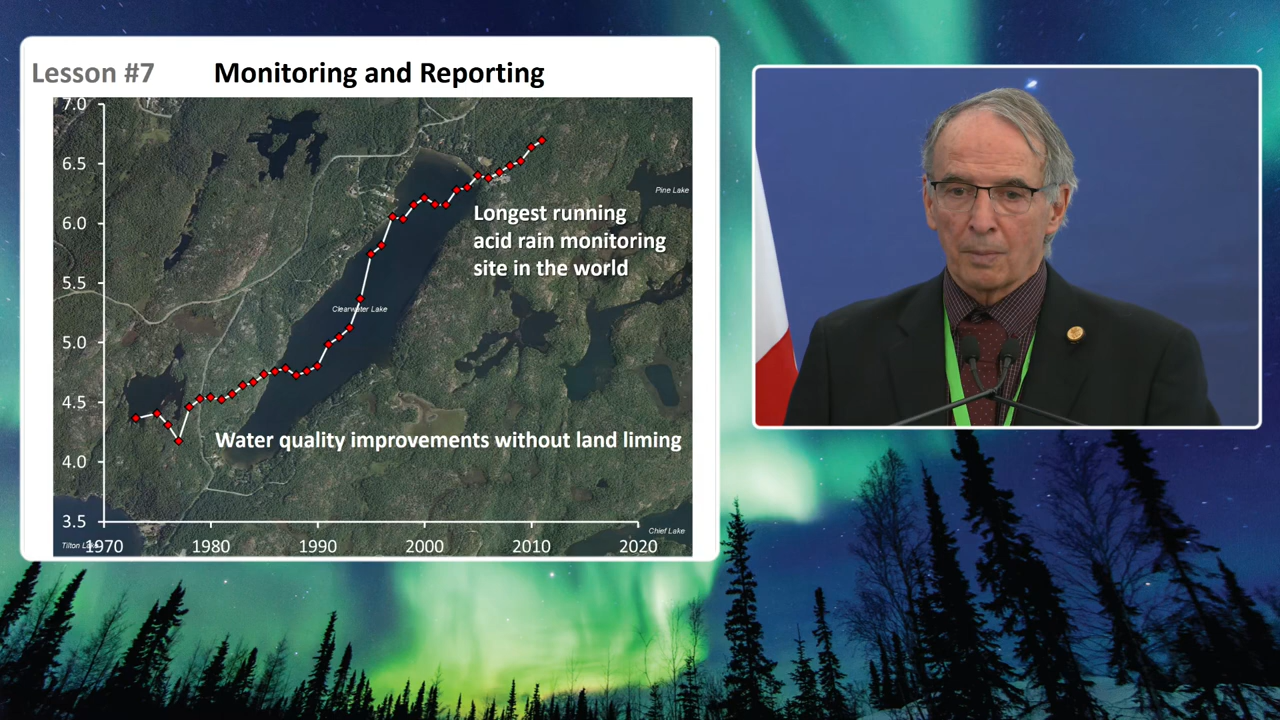 Lesson #7
Monitoring and Reporting
7.0
6.5
6.0
5.5
5.0
4.5
4.0
3.5
Pine Lake
Longest running
acid rain monitoring
site in the world
Clearwater Lake
Water quality improvements without land liming
Chief Lake
Tilton
1970 1980 1990 2000 2010 2020